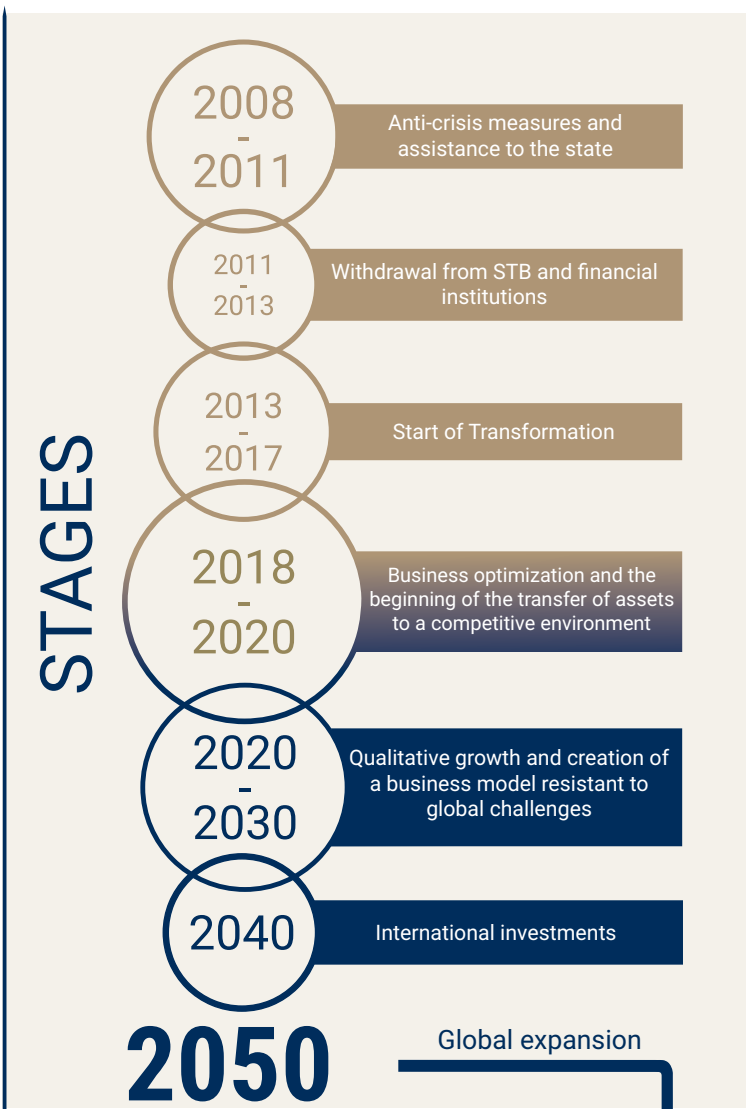 STAGES
2008
-
2011
Anti-crisis measures and
assistance to the state
2011
-
2013
Withdrawal from STB and financial
institutions
2013
-
2017
Start of Transformation
2018
-
2020
Business optimization and the
beginning of the transfer of assets
to a competitive environment
2020
-
2030
Qualitative growth and creation of
a business model resistant to
global challenges
2040
International investments
2050
Global expansion